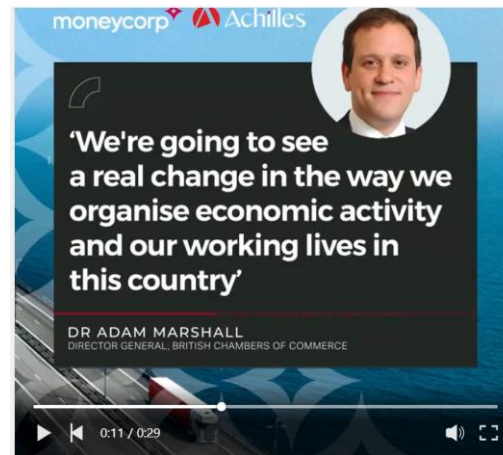 moneycorp Achilles
‘We're going to see
a real change in the way we
organise economic activity
and our working lives in
this country’
DR ADAM MARSHALL
DIRECTOR GENERAL, BRITISH CHAMBERS OF COMMERCE
0:11 / 0:29